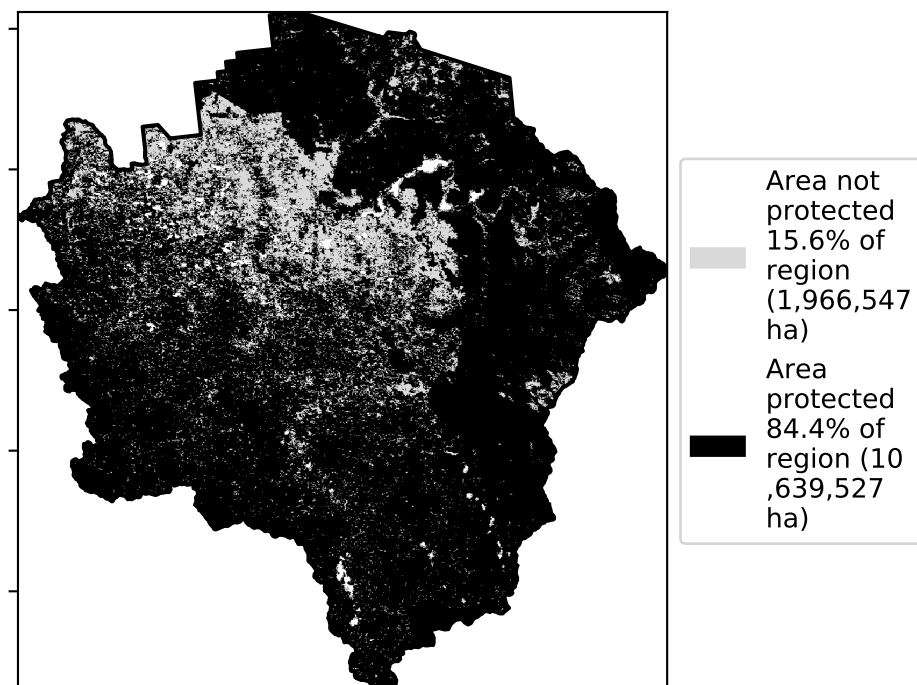 Area not
protected
15.6% of
region
(1,966,547
ha)
Area
protected
84.4% of
region (10
,639,527
ha)